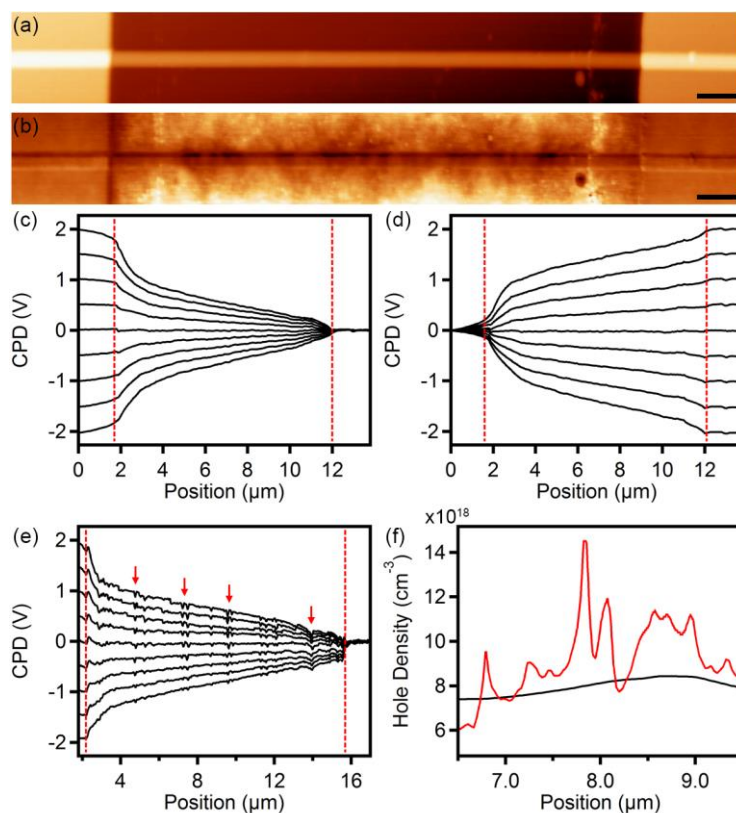 (a)
(b)
(c)
2
1
0
-1
-2
CPD (V)
0
2
4
6
8
10
12
Position (µm)
(d)
2
1
0
-1
-2
CPD (V)
0
2
4
6
8
10
12
Position (µm)
(e)
2
1
0
-1
-2
CPD (V)
4
8
12
16
Position (µm)
(f)
x10¹⁸
14
12
10
8
6
Hole Density (cm⁻³)
7.0
8.0
9.0
Position (µm)